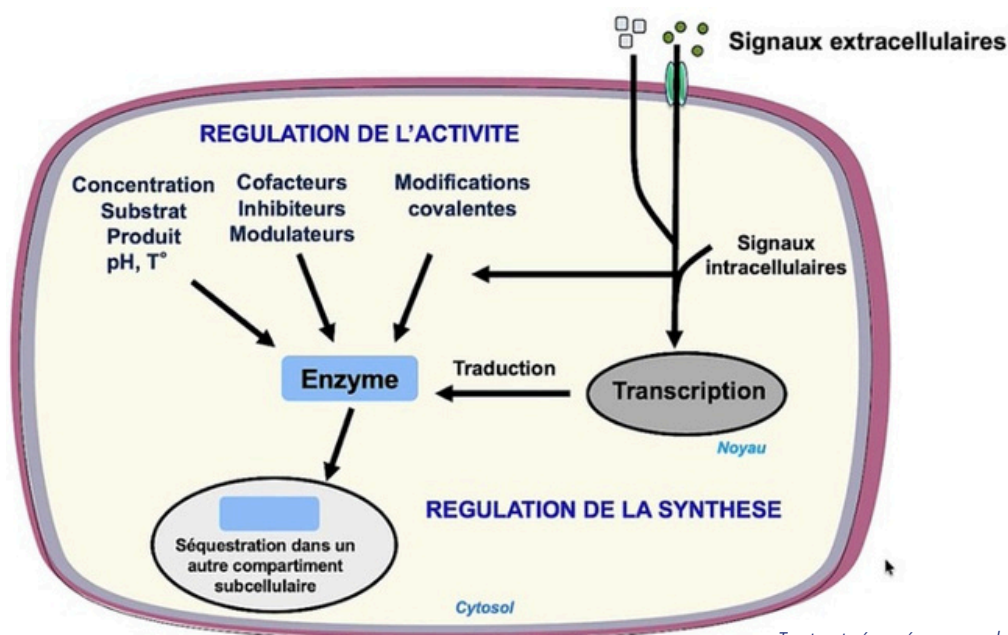 Signaux extracellulaires
REGULATION DE L'ACTIVITE
Concentration
Substrat
Produit
pH, T°
Cofacteurs
Inhibiteurs
Modulateurs
Modifications
covalentes
Signaux
intracellulaires
Enzyme
Traduction
Transcription
Noyau
REGULATION DE LA SYNTHESE
Séquestration dans un
autre compartiment
subcellulaire
Cytosol